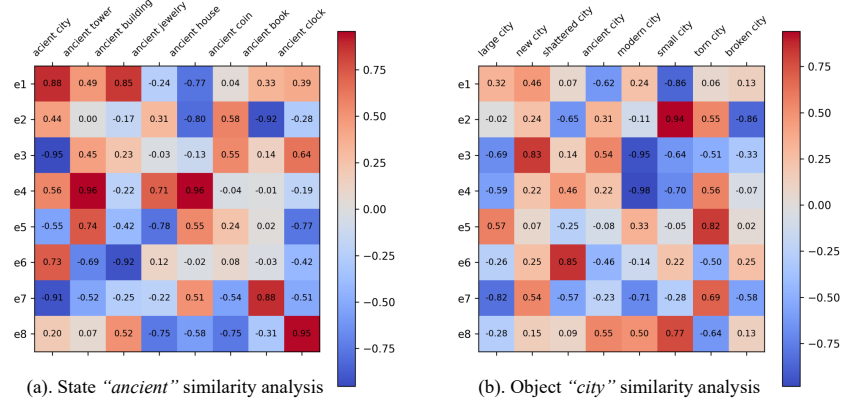 acient city ancient tower ancient building ancient jewelry ancient house ancient coin ancient book ancient clock
e1 0.88 0.49 0.85 -0.24 -0.77 0.04 0.33 0.39
e2 0.44 0.00 -0.17 0.31 -0.80 0.58 -0.92 -0.28
e3 -0.95 0.45 0.23 -0.03 -0.13 0.55 0.14 0.64
e4 0.56 0.96 -0.22 0.71 0.96 -0.04 -0.01 -0.19
e5 -0.55 0.74 -0.42 -0.78 0.55 0.24 0.02 -0.77
e6 0.73 -0.69 -0.92 0.12 -0.02 0.08 -0.03 -0.42
e7 -0.91 -0.52 -0.25 -0.22 0.51 -0.54 0.88 -0.51
e8 0.20 0.07 0.52 -0.75 -0.58 -0.75 -0.31 0.95
0.75
0.50
0.25
0.00
−0.25
−0.50
−0.75
(a). State “ancient” similarity analysis
large city new city shattered city ancient city modern city small city torn city broken city
e1 0.32 0.46 0.07 -0.62 0.24 -0.86 0.06 0.13
e2 -0.02 0.24 -0.65 0.31 -0.11 0.94 0.55 -0.86
e3 -0.69 0.83 0.14 0.54 -0.95 -0.64 -0.51 -0.33
e4 -0.59 0.22 0.46 0.22 -0.98 -0.70 0.56 -0.07
e5 0.57 0.07 -0.25 -0.08 0.33 -0.05 0.82 0.02
e6 -0.26 0.25 0.85 -0.46 -0.14 0.22 -0.50 0.25
e7 -0.82 0.54 -0.57 -0.23 -0.71 -0.28 0.69 -0.58
e8 -0.28 0.15 0.09 0.55 0.50 0.77 -0.64 0.13
0.75
0.50
0.25
0.00
−0.25
−0.50
−0.75
(b). Object “city” similarity analysis